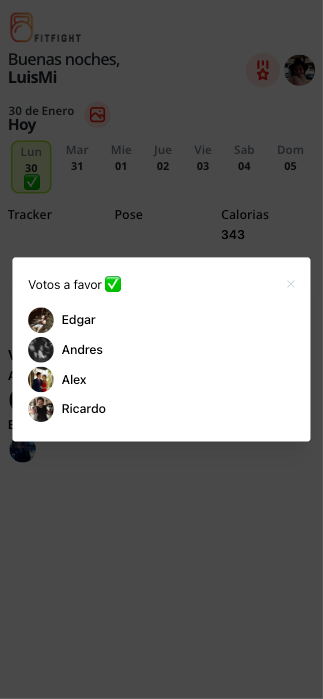 FITFIGHT
Buenas noches,
LuisMi
30 de Enero
Hoy
Lun Mar Mie Jue Vie Sab Dom
30 31 01 02 03 04 05
Tracker Pose Calorias
343
Votos a favor ✅
Edgar
Andres
Alex
Ricardo